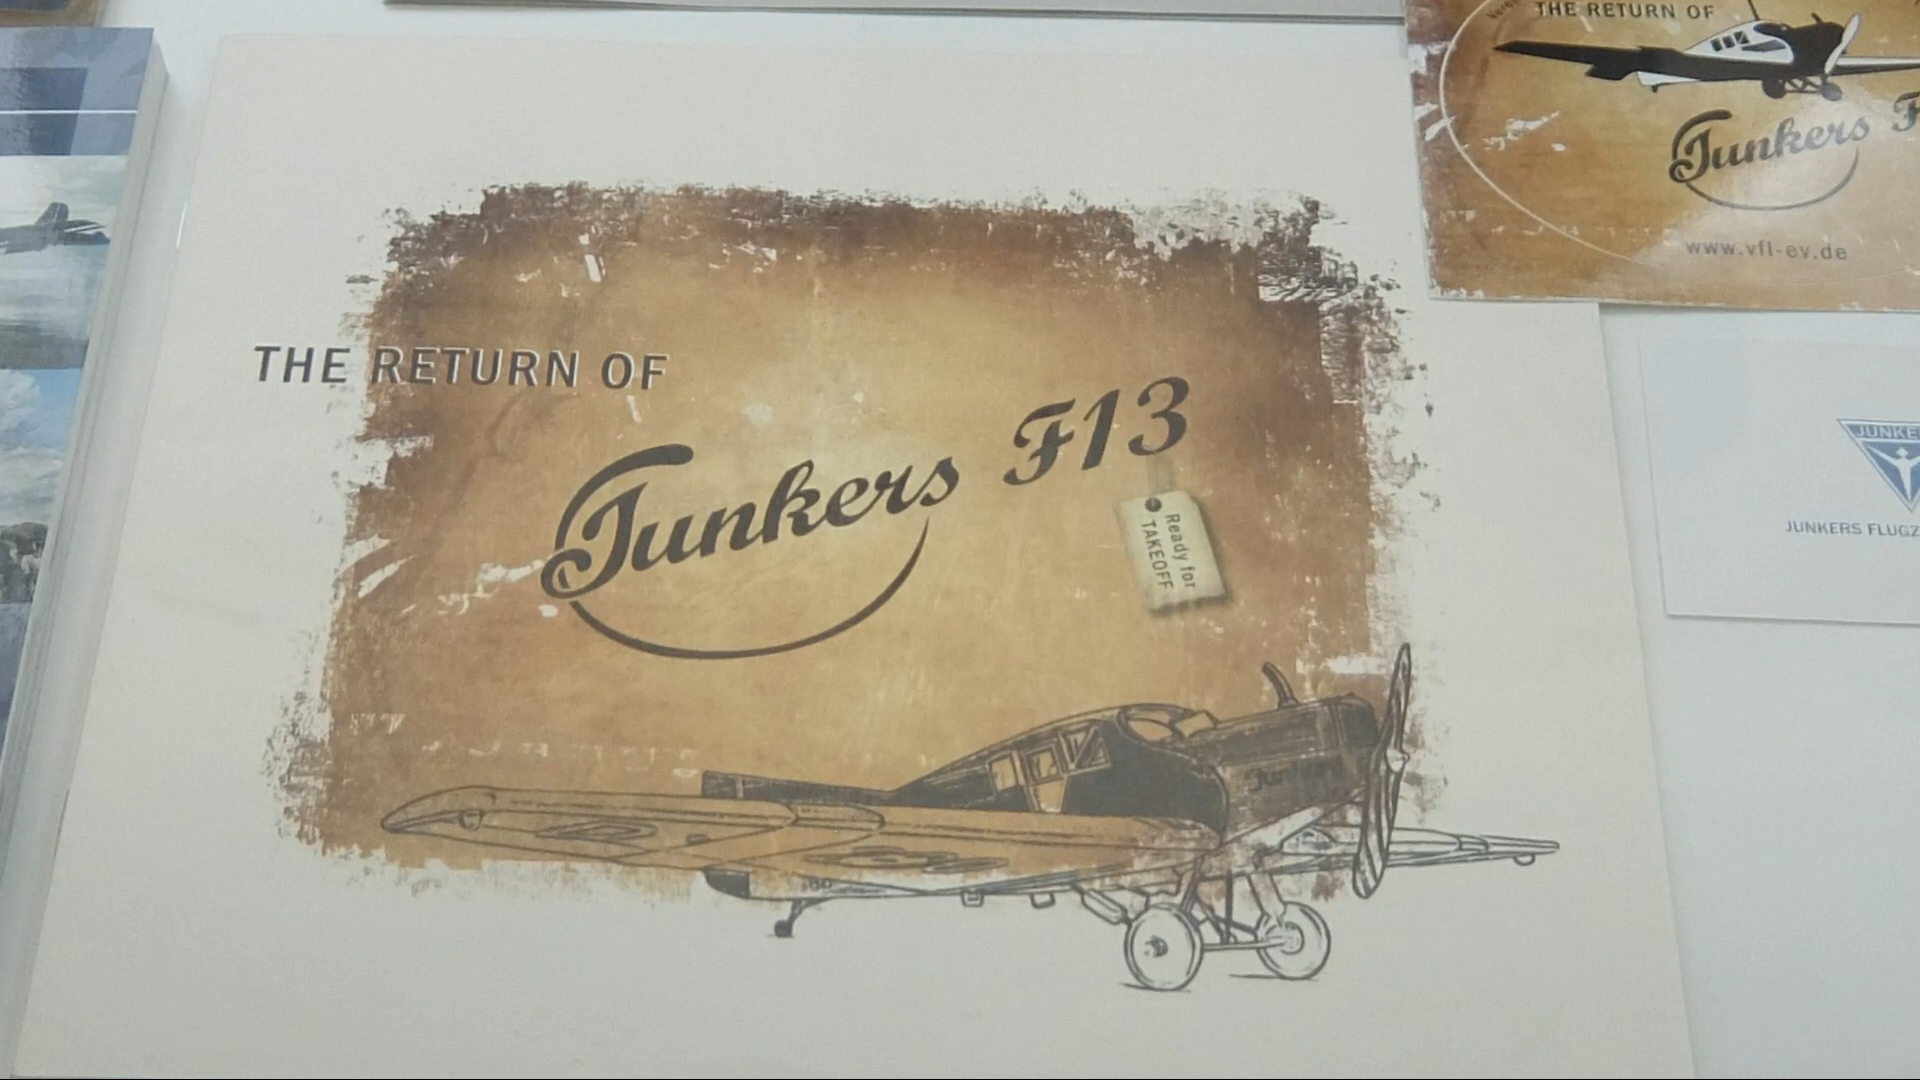 THE RETURN OF
Junkers F13
Ready for
TAKEOFF
Junkers
THE RETURN OF
Junkers F
www.vfl-ev.de
JUNKE
JUNKERS FLUGZ